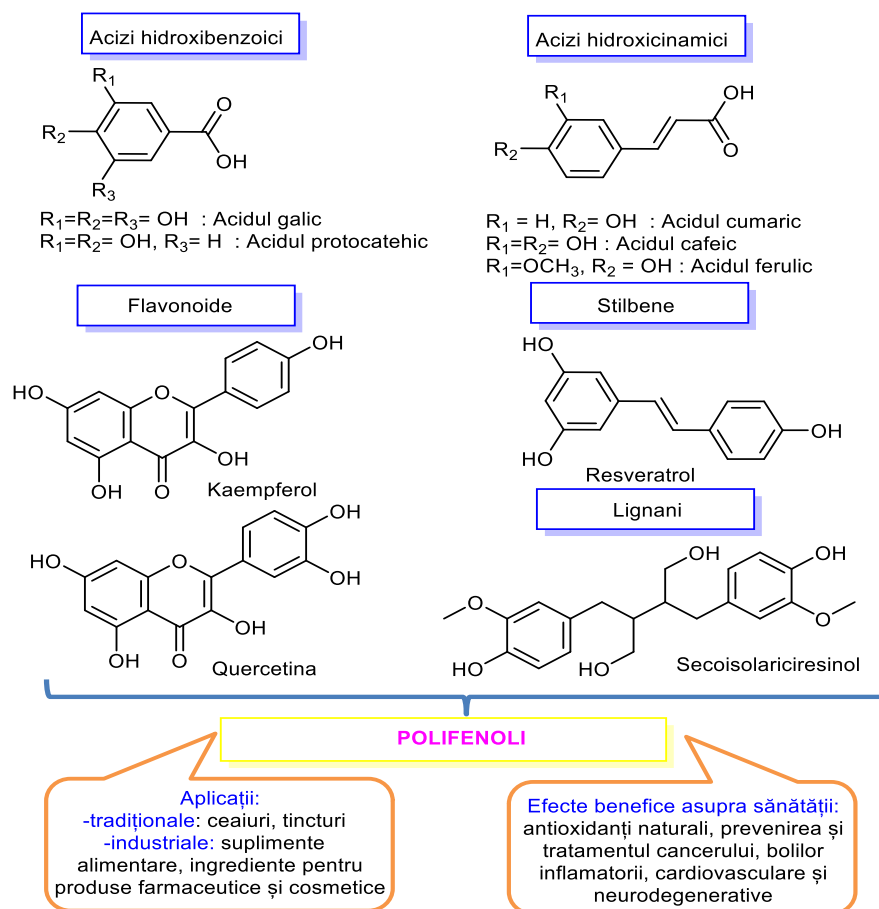 Acizi hidroxibenzoici
R1
R2
R3
O
OH
R1=R2=R3= OH : Acidul galic
R1=R2= OH, R3= H : Acidul protocatehic
Acizi hidroxicinamici
R1
R2
OH
O
R1 = H, R2= OH : Acidul cumaric
R1=R2= OH : Acidul cafeic
R1=OCH3, R2 = OH : Acidul ferulic
Flavonoide
OH
HO
O
OH
OH
O
Kaempferol
OH
HO
O
OH
OH
OH
O
Quercetina
Stilbene
HO
HO
OH
Resveratrol
Lignani
OH
OH
O
O
HO
HO
Secoisolariciresinol
POLIFENOLI
Aplicații:
-tradiționale: ceaiuri, tincturi
-industriale: suplimente
alimentare, ingrediente pentru
produse farmaceutice și cosmetice
Efecte benefice asupra sănătății:
antioxidanți naturali, prevenirea și
tratamentul cancerului, bolilor
inflamatorii, cardiovasculare și
neurodegenerative